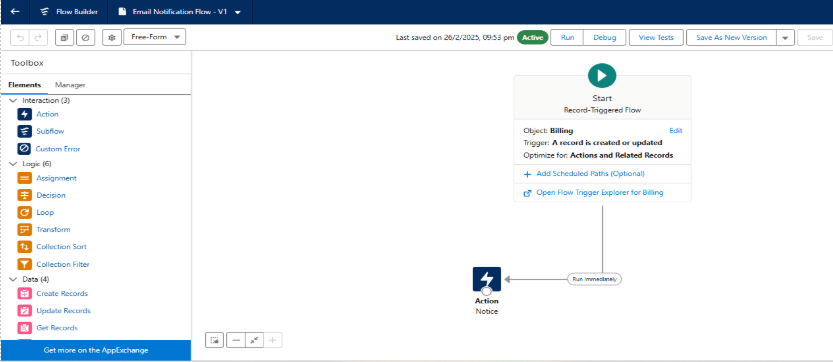 Flow Builder
Email Notification Flow - V1
Free-Form
Last saved on 26/2/2025, 09:53 pm
Active
Run
Debug
View Tests
Save As New Version
Save
Toolbox
Elements
Manager
Interaction (3)
Action
Subflow
Custom Error
Logic (6)
Assignment
Decision
Loop
Transform
Collection Sort
Collection Filter
Data (4)
Create Records
Update Records
Get Records
Get more on the AppExchange
Start
Record-Triggered Flow
Object: Billing
Edit
Trigger: A record is created or updated
Optimize for: Actions and Related Records
Add Scheduled Paths (Optional)
Open Flow Trigger Explorer for Billing
Run Immediately
Action
Notice